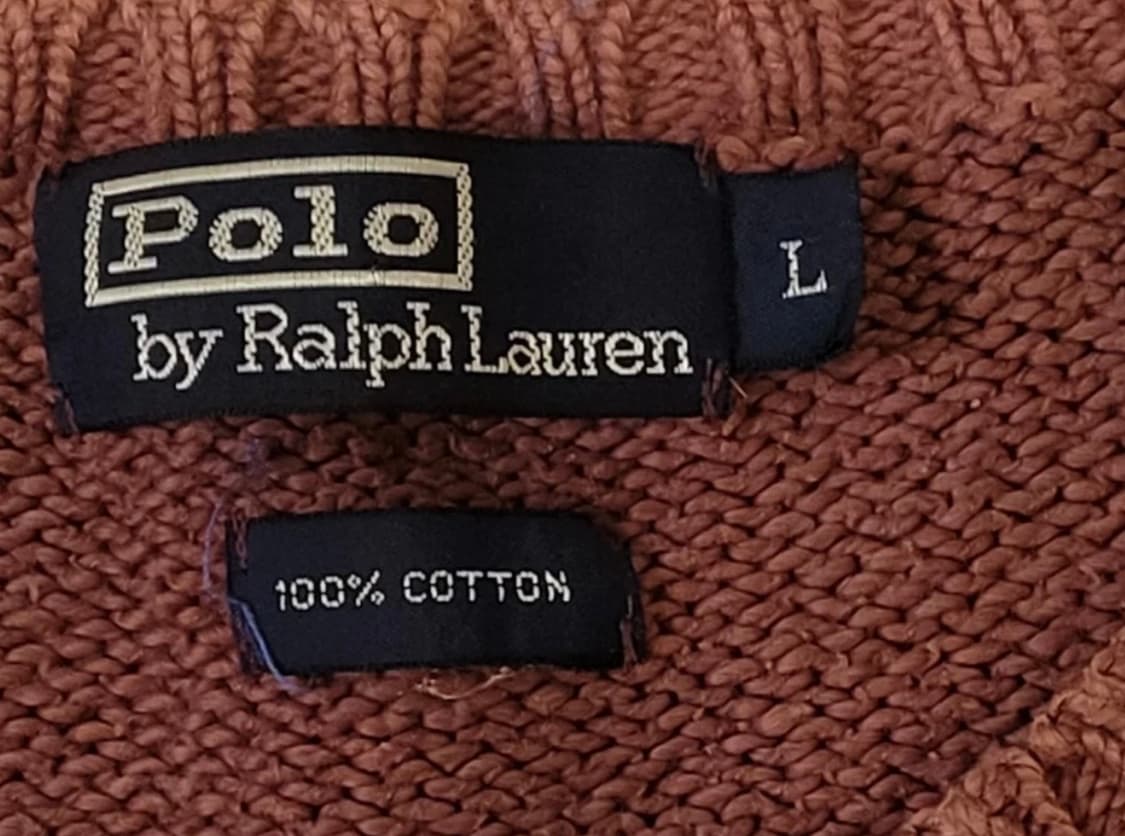 Polo
by Ralph Lauren
L
100% COTTON